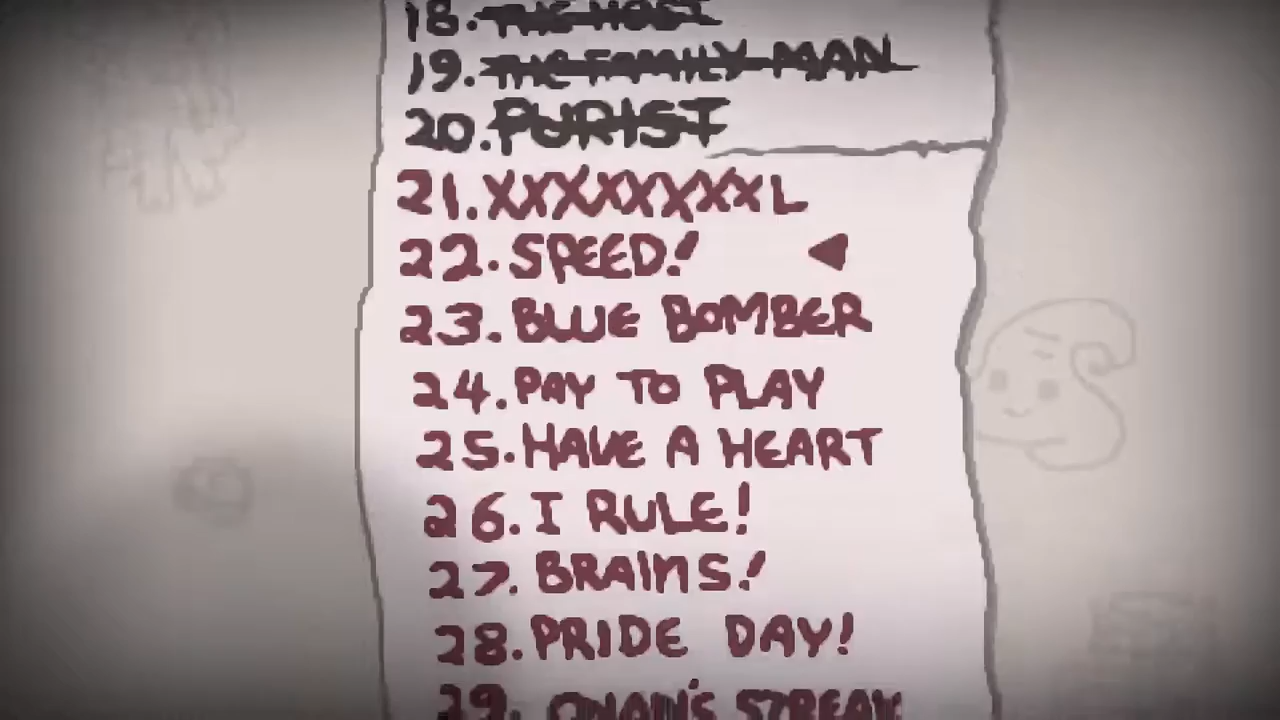 18. THE HOST
19. THE FAMILY MAN
20. PURIST
21. XXXXXXXXL
22. SPEED!
23. BLUE BOMBER
24. PAY TO PLAY
25. HAVE A HEART
26. I RULE!
27. BRAINS!
28. PRIDE DAY!
29. ONAN'S STREAK